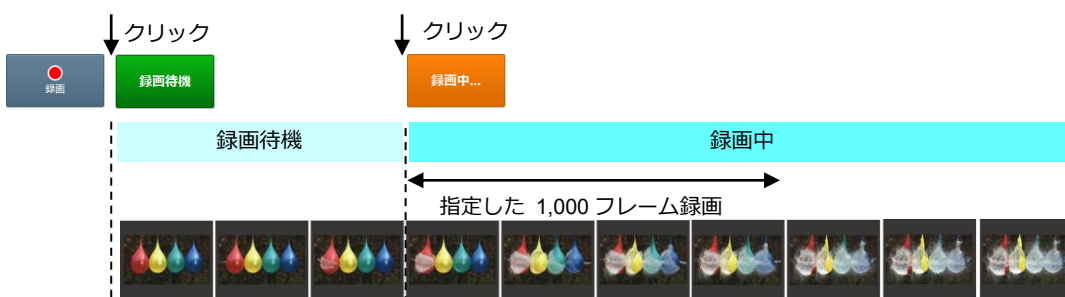 クリック
クリック
録画
録画待機
録画中...
録画待機
録画中
指定した 1,000 フレーム録画